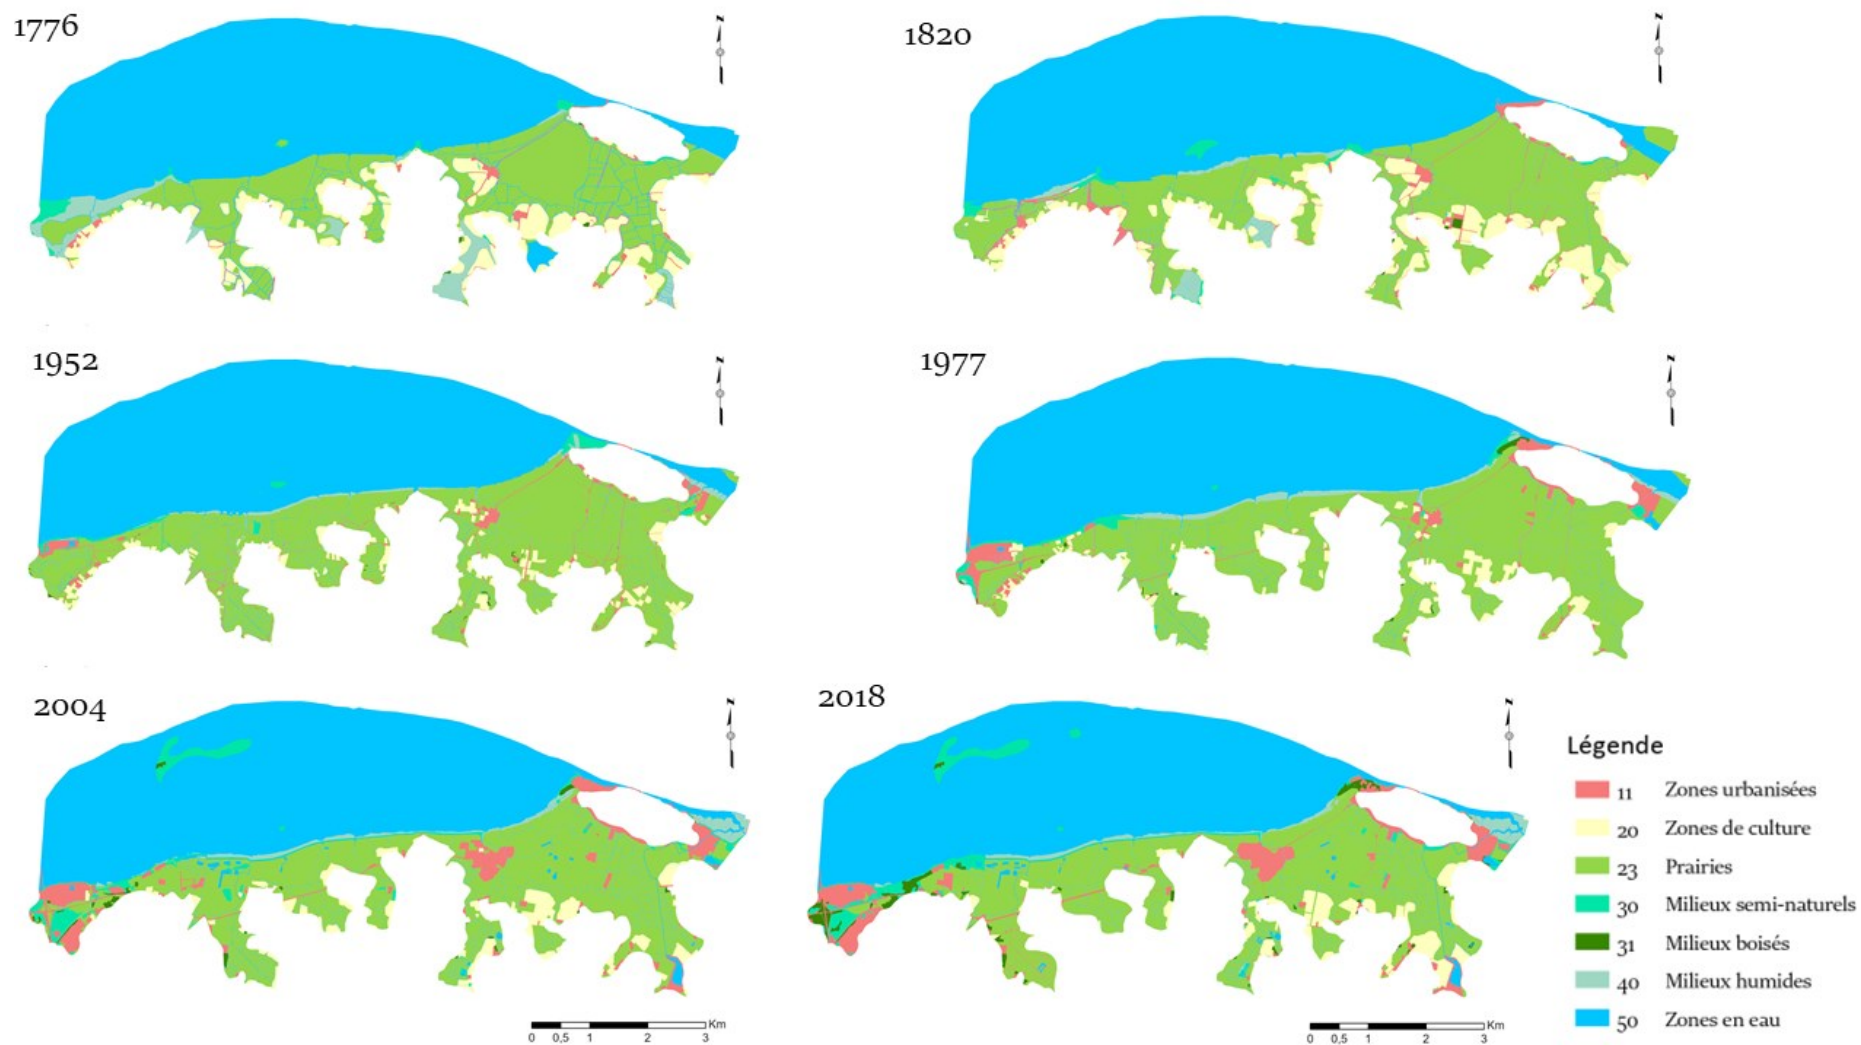 1776
1820
N
N
1952
1977
N
N
2004
2018
N
N
Légende
11 Zones urbanisées
20 Zones de culture
23 Prairies
30 Milieux semi-naturels
31 Milieux boisés
40 Milieux humides
50 Zones en eau
Km
0 0,5 1 2 3
Km
0 0,5 1 2 3